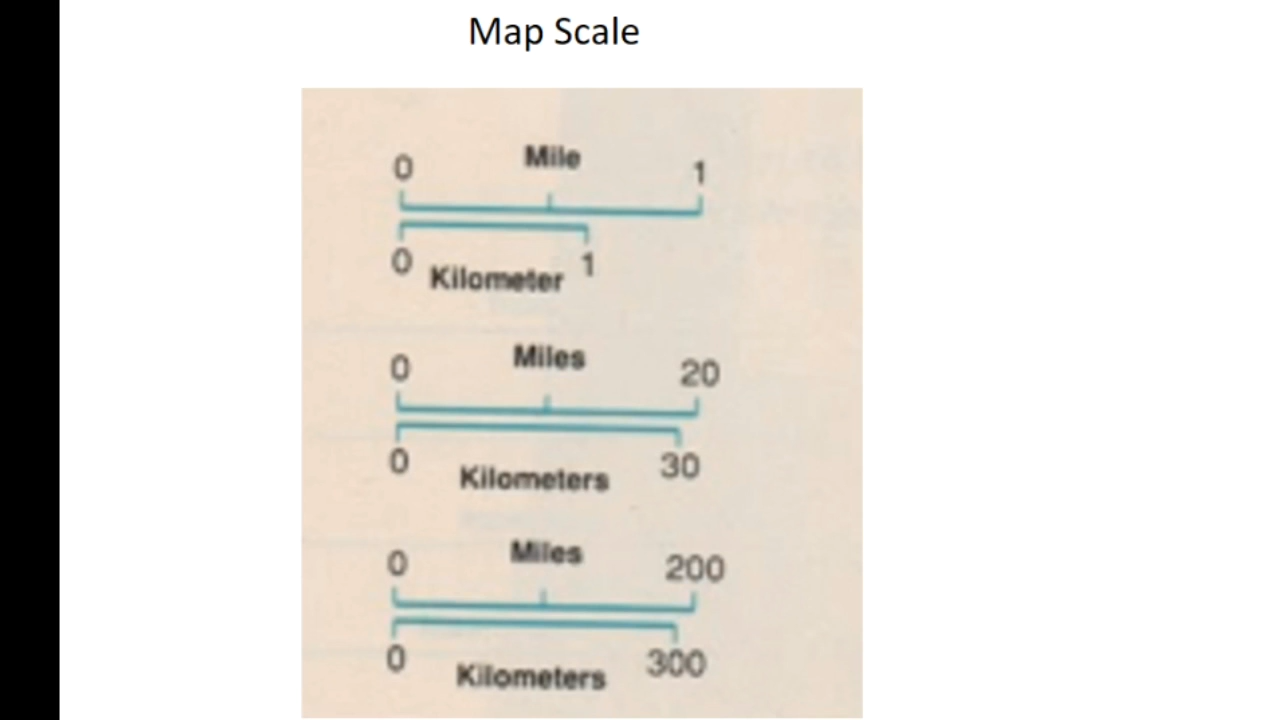 Map Scale
0 Mile 1
0 Kilometer 1
0 Miles 20
0 Kilometers 30
0 Miles 200
0 Kilometers 300